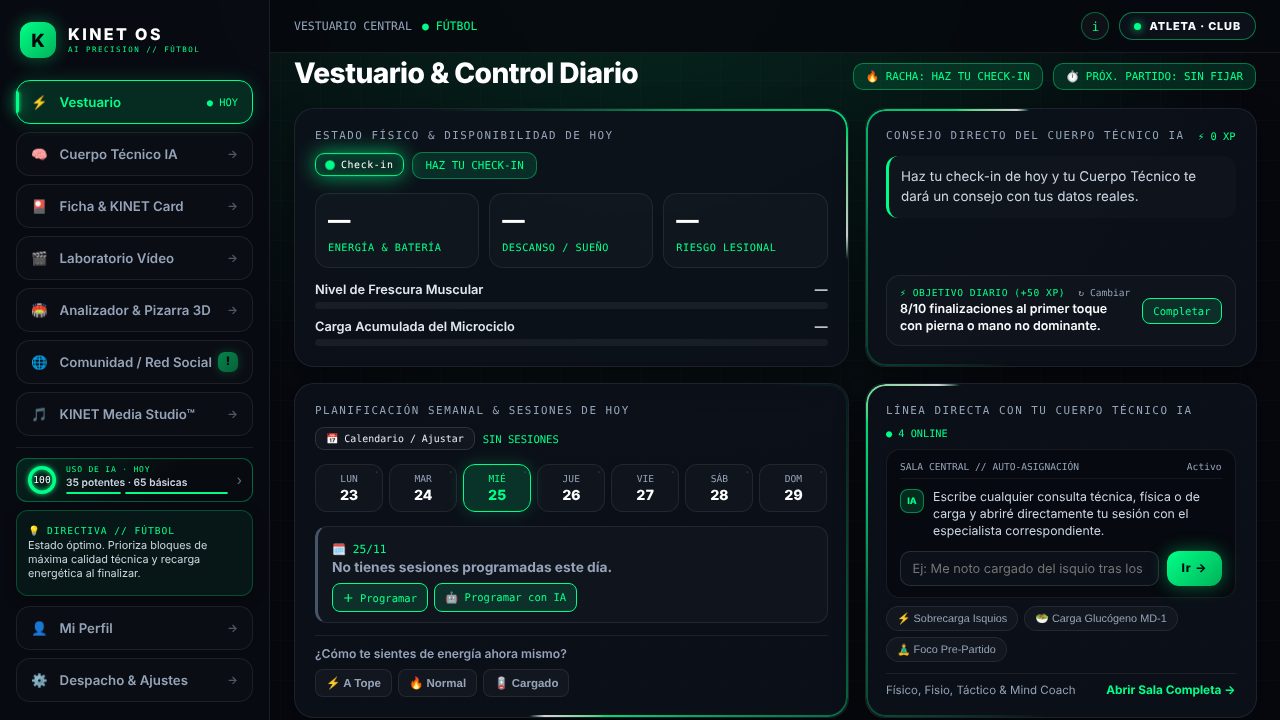 KINET OS
AI PRECISION // FÚTBOL
Vestuario
HOY
Cuerpo Técnico IA
Ficha & KINET Card
Laboratorio Vídeo
Analizador & Pizarra 3D
Comunidad / Red Social !
KINET Media Studio™
100
USO DE IA · HOY
35 potentes · 65 básicas
DIRECTIVA // FÚTBOL
Estado óptimo. Prioriza bloques de
máxima calidad técnica y recarga
energética al finalizar.
Mi Perfil
Despacho & Ajustes
VESTUARIO CENTRAL ● FÚTBOL
i
ATLETA · CLUB
Vestuario & Control Diario
RACHA: HAZ TU CHECK-IN
PRÓX. PARTIDO: SIN FIJAR
ESTADO FÍSICO & DISPONIBILIDAD DE HOY
Check-in
HAZ TU CHECK-IN
—
ENERGÍA & BATERÍA
—
DESCANSO / SUEÑO
—
RIESGO LESIONAL
Nivel de Frescura Muscular —
Carga Acumulada del Microciclo —
CONSEJO DIRECTO DEL CUERPO TÉCNICO IA
⚡ 0 XP
Haz tu check-in de hoy y tu Cuerpo Técnico te
dará un consejo con tus datos reales.
⚡ OBJETIVO DIARIO (+50 XP) ↻ Cambiar
8/10 finalizaciones al primer toque
con pierna o mano no dominante.
Completar
PLANIFICACIÓN SEMANAL & SESIONES DE HOY
Calendario / Ajustar
SIN SESIONES
LUN
23
MAR
24
MIÉ
25
JUE
26
VIE
27
SÁB
28
DOM
29
25/11
No tienes sesiones programadas este día.
+ Programar
Programar con IA
¿Cómo te sientes de energía ahora mismo?
A Tope
Normal
Cargado
LÍNEA DIRECTA CON TU CUERPO TÉCNICO IA
● 4 ONLINE
SALA CENTRAL // AUTO-ASIGNACIÓN
Activo
IA
Escribe cualquier consulta técnica, física o de
carga y abriré directamente tu sesión con el
especialista correspondiente.
Ej: Me noto cargado del isquio tras los
Ir →
Sobrecarga Isquios
Carga Glucógeno MD-1
Foco Pre-Partido
Físico, Fisio, Táctico & Mind Coach
Abrir Sala Completa →
K